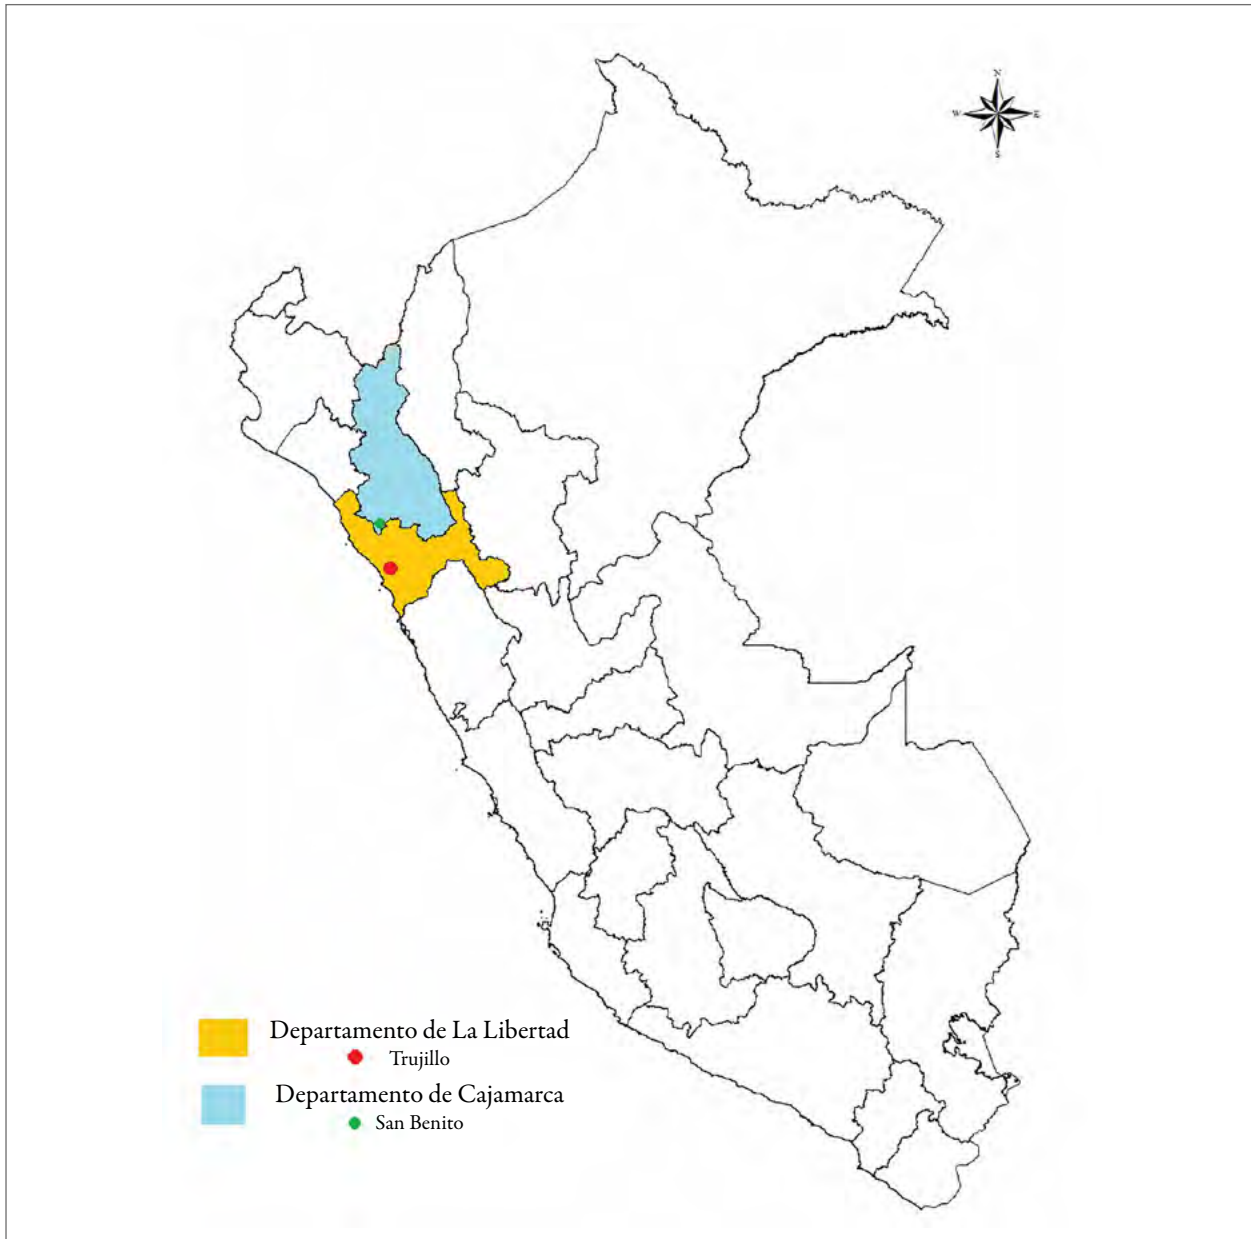 N
W
E
S
Departamento de La Libertad
Trujillo
Departamento de Cajamarca
San Benito